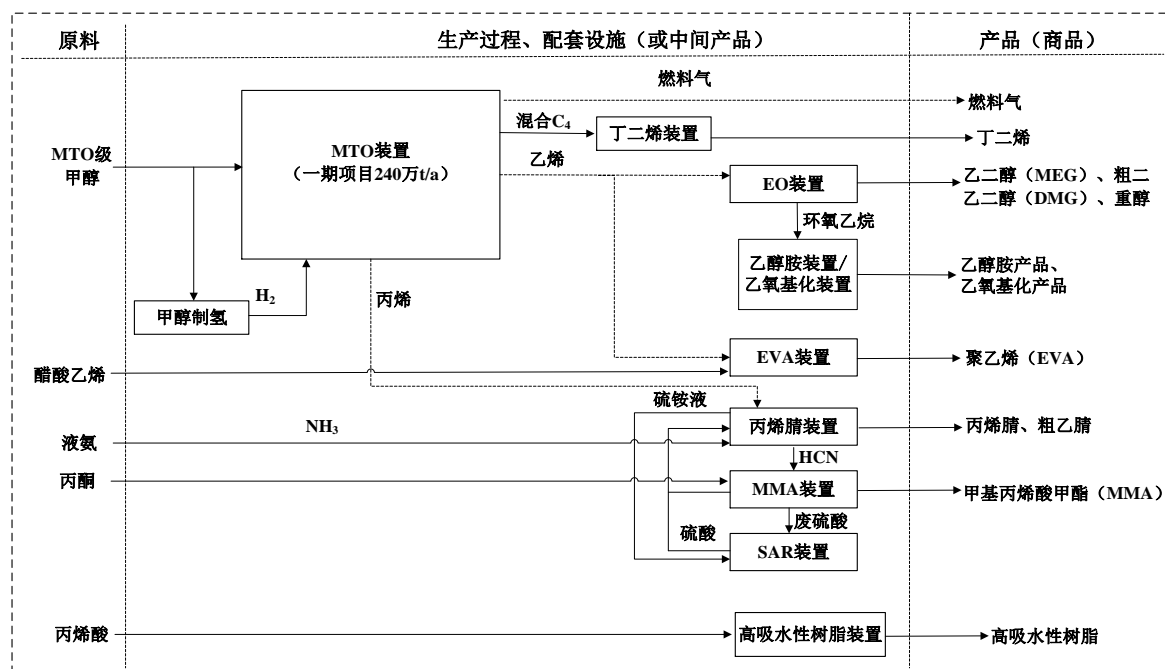 原料
生产过程、配套设施（或中间产品）
产品（商品）
燃料气
燃料气
混合C₄
丁二烯装置
丁二烯
MTO级
甲醇
MTO装置
（一期项目240万t/a）
乙烯
EO装置
乙二醇（MEG）、粗二
乙二醇（DMG）、重醇
环氧乙烷
乙醇胺装置/
乙氧基化装置
乙醇胺产品、
乙氧基化产品
H₂
甲醇制氢
丙烯
EVA装置
聚乙烯（EVA）
醋酸乙烯
硫铵液
丙烯腈装置
丙烯腈、粗乙腈
液氨
NH₃
HCN
丙酮
MMA装置
甲基丙烯酸甲酯（MMA）
废硫酸
硫酸
SAR装置
丙烯酸
高吸水性树脂装置
高吸水性树脂